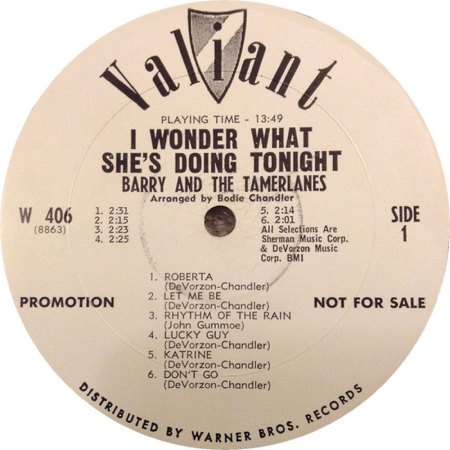 Valiant
PLAYING TIME - 13:49
I WONDER WHAT
SHE'S DOING TONIGHT
BARRY AND THE TAMERLANES
Arranged by Bodie Chandler
W 406
(8863)
1. 2:31
2. 2:15
3. 2:23
4. 2:25
5. 2:14
6. 2:01
All Selections Are
Sherman Music Corp.
& DeVorzon Music
Corp. BMI
SIDE
1
1. ROBERTA
(DeVorzon-Chandler)
2. LET ME BE
(DeVorzon-Chandler)
3. RHYTHM OF THE RAIN
(John Gummoe)
4. LUCKY GUY
(DeVorzon-Chandler)
5. KATRINE
(DeVorzon-Chandler)
6. DON'T GO
(DeVorzon-Chandler)
PROMOTION
NOT FOR SALE
DISTRIBUTED BY WARNER BROS. RECORDS